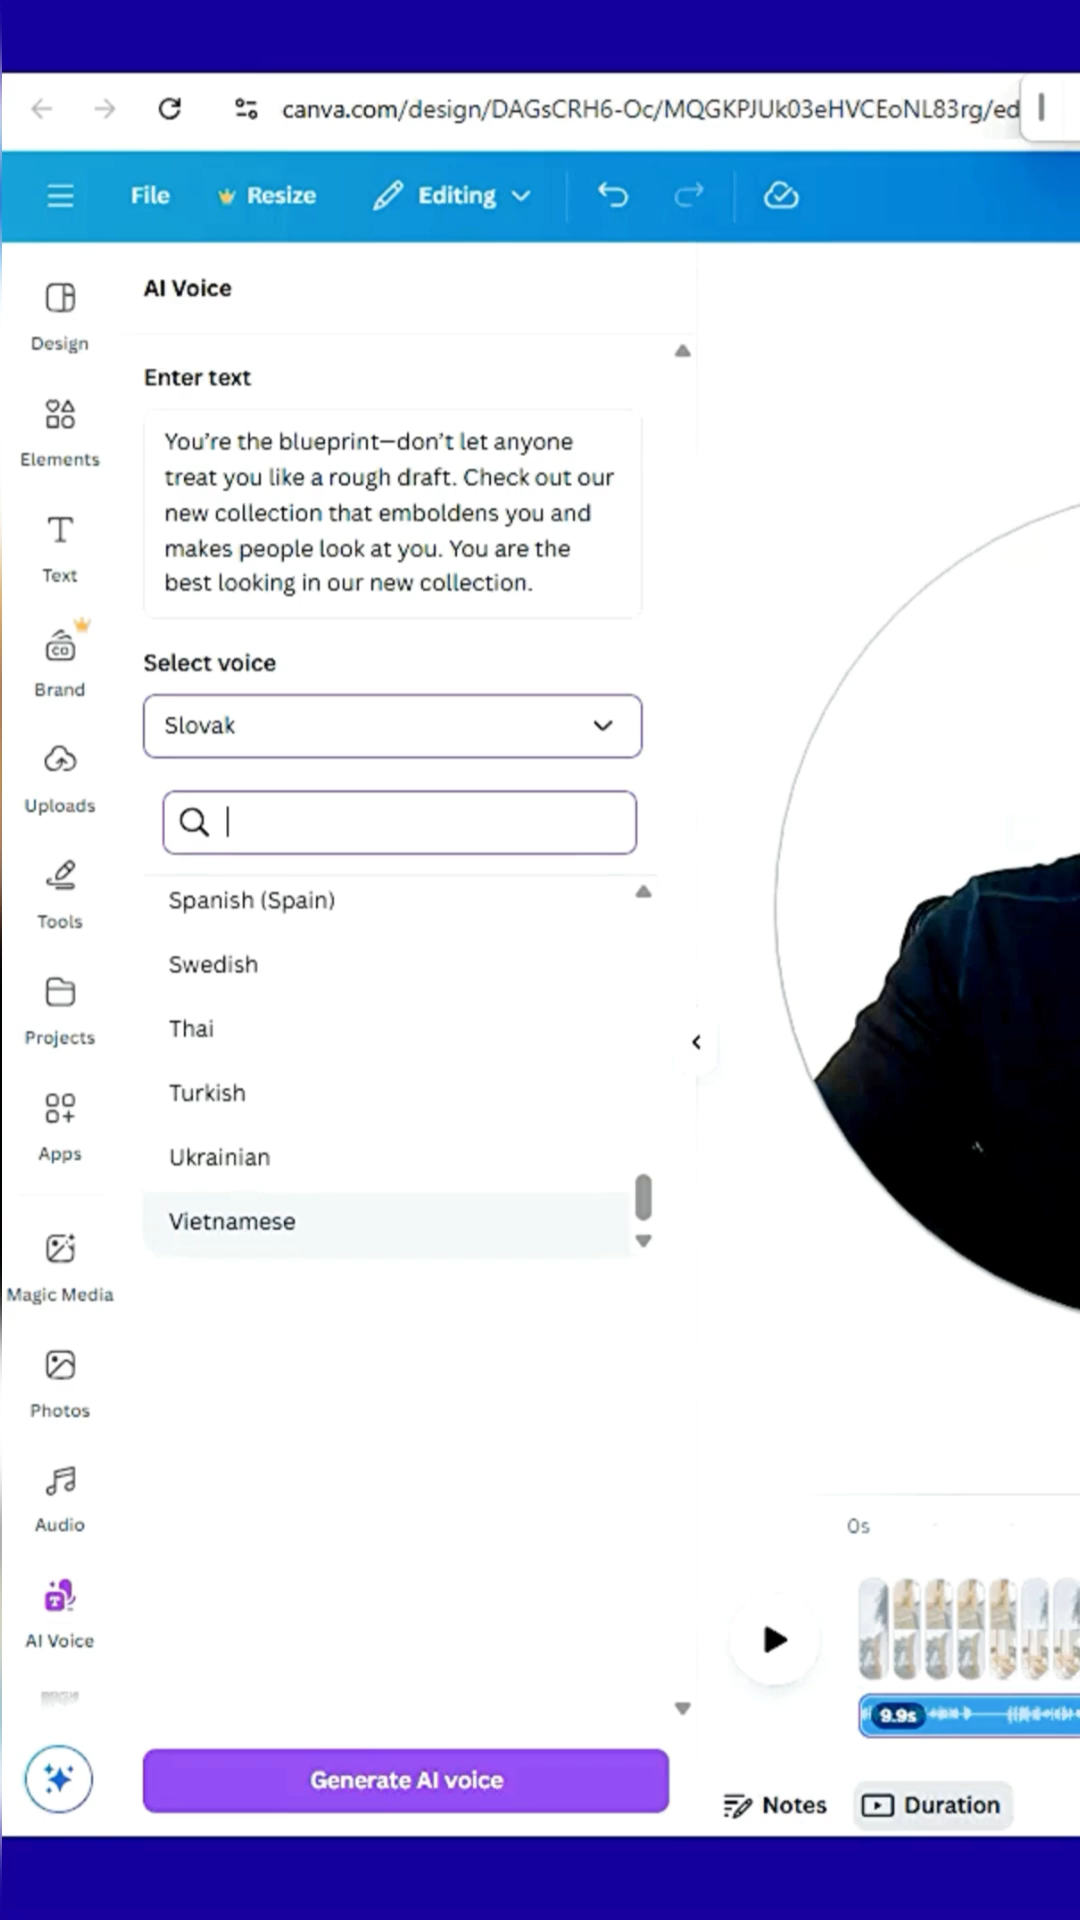 canva.com/design/DAGsCRH6-Oc/MQGKPJUk03eHVCEoNL83rg/ed
File
Resize
Editing
Design
Elements
Text
Brand
Uploads
Tools
Projects
Apps
Magic Media
Photos
Audio
AI Voice
AI Voice
Enter text
You’re the blueprint—don’t let anyone
treat you like a rough draft. Check out our
new collection that emboldens you and
makes people look at you. You are the
best looking in our new collection.
Select voice
Slovak
Spanish (Spain)
Swedish
Thai
Turkish
Ukrainian
Vietnamese
Generate AI voice
0s
9.9s
Notes
Duration